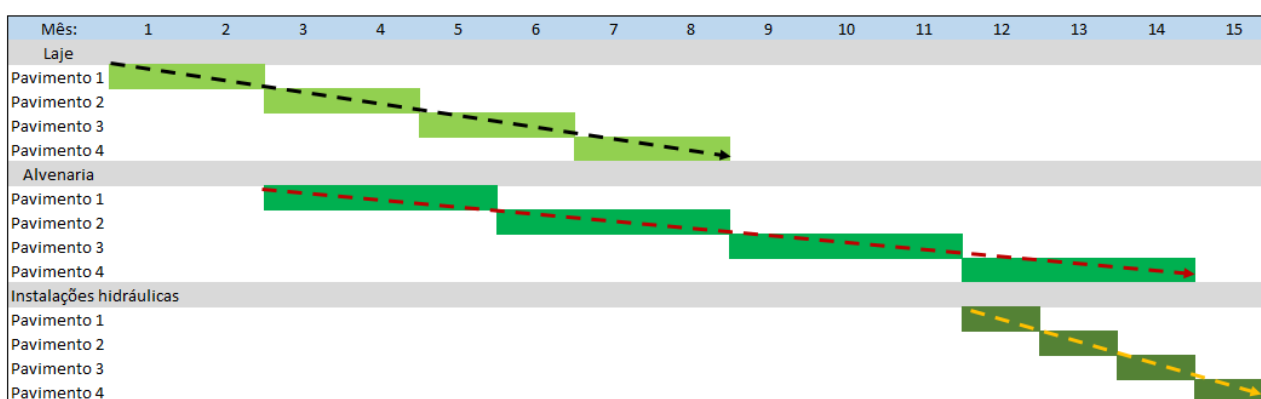 Mês: 1 2 3 4 5 6 7 8 9 10 11 12 13 14 15
Laje
Pavimento 1
Pavimento 2
Pavimento 3
Pavimento 4
Alvenaria
Pavimento 1
Pavimento 2
Pavimento 3
Pavimento 4
Instalações hidráulicas
Pavimento 1
Pavimento 2
Pavimento 3
Pavimento 4